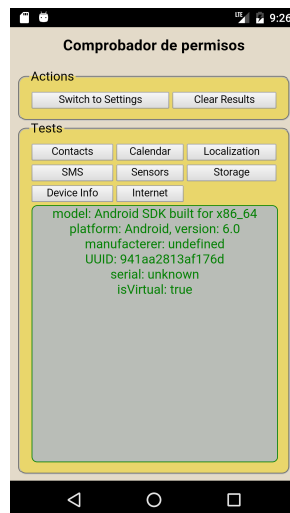 LTE 9:26
Comprobador de permisos
Actions
Switch to Settings Clear Results
Tests
Contacts Calendar Localization
SMS Sensors Storage
Device Info Internet
model: Android SDK built for x86_64
platform: Android, version: 6.0
manufacterer: undefined
UUID: 941aa2813af176d
serial: unknown
isVirtual: true